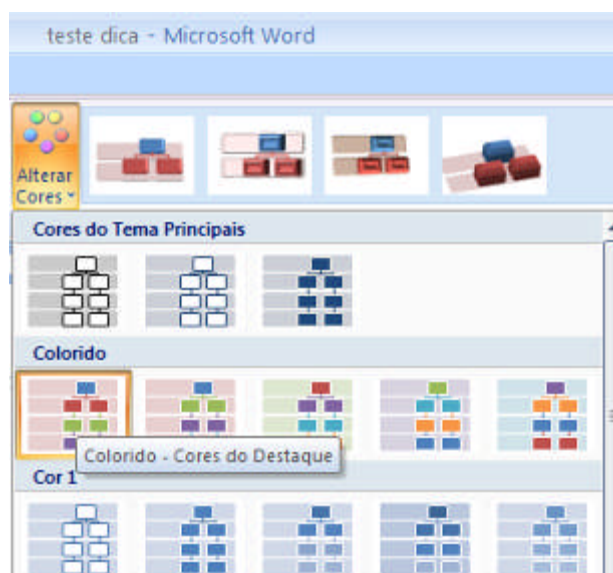 teste dica - Microsoft Word
Alterar
Cores
Cores do Tema Principais
Colorido
Colorido - Cores do Destaque
Cor 1